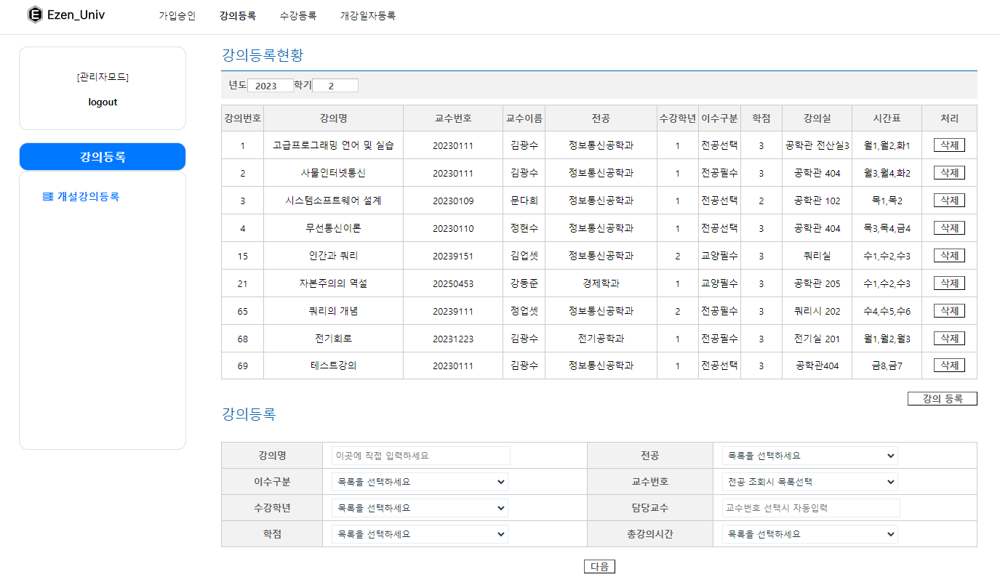 Ezen_Univ 가입승인 강의등록 수강등록 개강일자등록
[관리자모드]
logout
강의등록
개설강의등록
강의등록현황
년도 2023 학기 2
강의번호 강의명 교수번호 교수이름 전공 수강학년 이수구분 학점 강의실 시간표 처리
1 고급프로그래밍 언어 및 실습 20230111 김광수 정보통신공학과 1 전공선택 3 공학관 전산실3 월1,월2,화1 삭제
2 사물인터넷통신 20230111 김광수 정보통신공학과 1 전공필수 3 공학관 404 월3,월4,화2 삭제
3 시스템소프트웨어 설계 20230109 문다희 정보통신공학과 1 전공선택 2 공학관 102 목1,목2 삭제
4 무선통신이론 20230110 정현수 정보통신공학과 1 전공선택 3 공학관 404 목3,목4,금4 삭제
15 인간과 쿼리 20239151 김업셋 정보통신공학과 2 교양필수 3 쿼리실 수1,수2,수3 삭제
21 자본주의의 역설 20250453 강동준 경제학과 1 교양필수 3 공학관 205 수1,수2,수3 삭제
65 쿼리의 개념 20239111 정업셋 정보통신공학과 2 전공필수 3 쿼리시 202 수4,수5,수6 삭제
68 전기회로 20231223 김광수 전기공학과 1 전공필수 3 전기실 201 월1,월2,월3 삭제
69 테스트강의 20230111 김광수 정보통신공학과 1 전공선택 3 공학관404 금8,금7 삭제
강의 등록
강의등록
강의명 이곳에 직접 입력하세요 전공 목록을 선택하세요
이수구분 목록을 선택하세요 교수번호 전공 조회시 목록선택
수강학년 목록을 선택하세요 담당교수 교수번호 선택시 자동입력
학점 목록을 선택하세요 총강의시간 목록을 선택하세요
다음